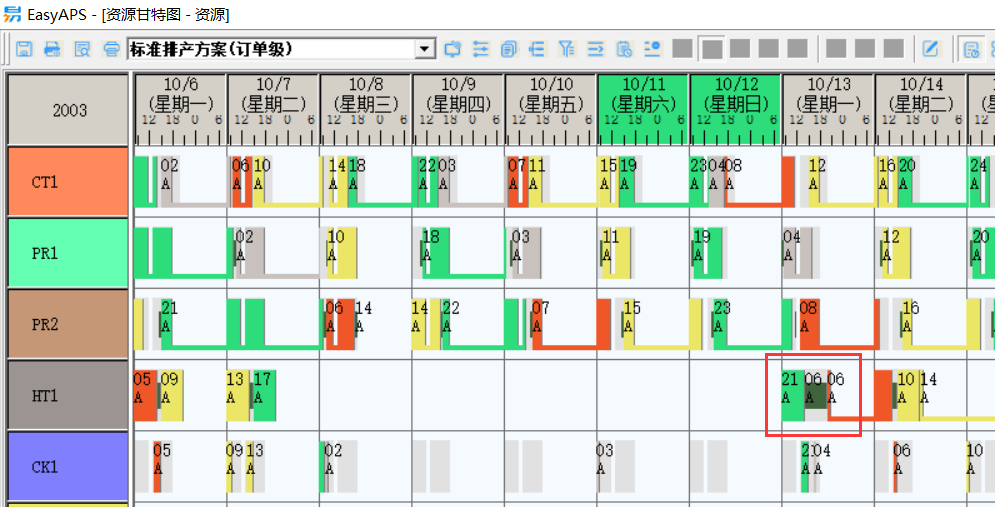 EasyAPS - [资源甘特图 - 资源]
标准排产方案(订单级)
2003
10/6 10/7 10/8 10/9 10/10 10/11 10/12 10/13 10/14
(星期一) (星期二) (星期三) (星期四) (星期五) (星期六) (星期日) (星期一) (星期二)
12 18 0 6 12 18 0 6 12 18 0 6 12 18 0 6 12 18 0 6 12 18 0 6 12 18 0 6 12 18 0 6 12 18 0 6 12
02 06 10 14 18 22 03 07 11 15 19 23 04 08 12 16 20 24
CT1 A A A A A A A A A A A A A A A A A A
02 10 18 03 11 19 04 12 20
PR1 A A A A A A A A A
21 06 14 14 22 07 15 23 08 16
PR2 A A A A A A A A A A
05 09 13 17 21 06 06 10 14
HT1 A A A A A A A A A
05 09 13 02 03 21 04 06 10
CK1 A A A A A A A A A